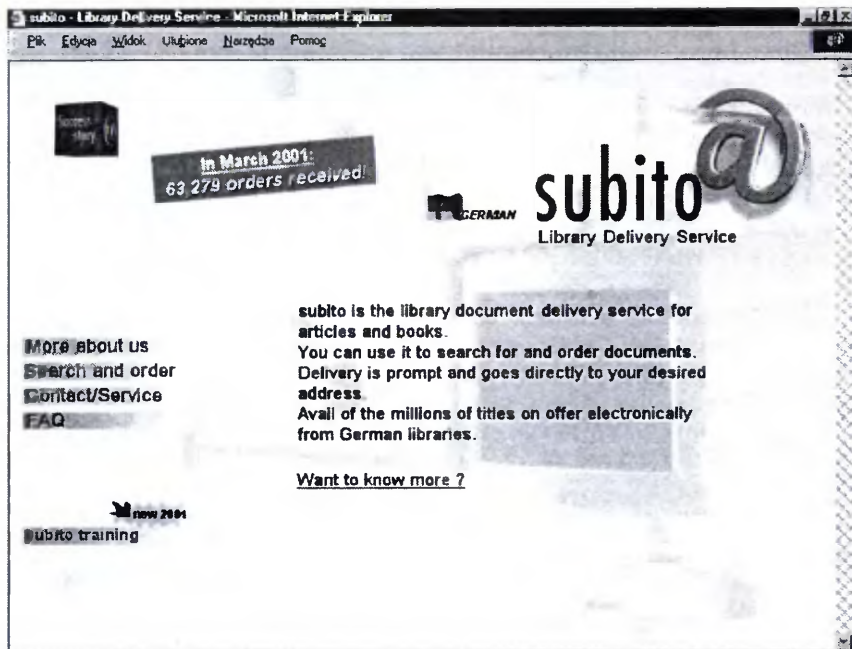 subito - Library Delivery Service - Microsoft Internet Explorer
Plik Edycja Widok Ulubione Narzędzia Pomoc
Success
story
In March 2001:
63 279 orders received!
GERMAN
subito
@
Library Delivery Service
subito is the library document delivery service for
articles and books.
You can use it to search for and order documents.
Delivery is prompt and goes directly to your desired
address.
Avail of the millions of titles on offer electronically
from German libraries.
Want to know more ?
More about us
Search and order
Contact/Service
FAQ
new 2001
subito training